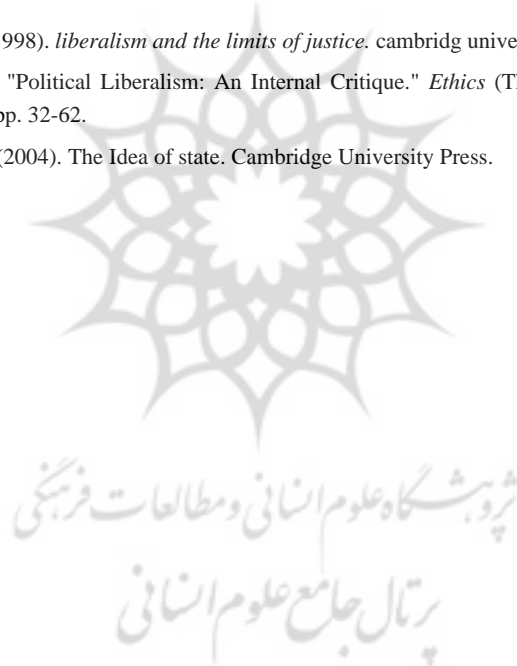 998). liberalism and the limits of justice. cambridg unive
"Political Liberalism: An Internal Critique." Ethics (T
pp. 32-62.
(2004). The Idea of state. Cambridge University Press.
پژوهشگاه علوم انسانی و مطالعات فرهنگی
پرتال جامع علوم انسانی